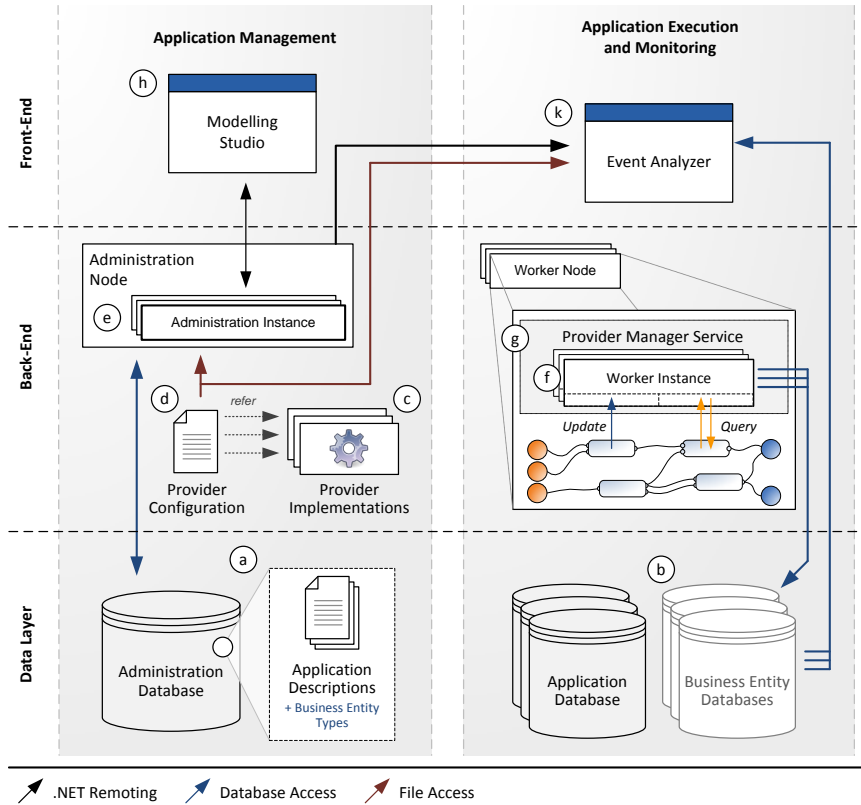 Application Management
Application Execution
and Monitoring
Front-End
h
Modelling
Studio
k
Event Analyzer
Back-End
Administration
Node
e
Administration Instance
Worker Node
g
Provider Manager Service
f
Worker Instance
Update
Query
d
refer
c
Provider
Configuration
Provider
Implementations
Data Layer
a
Administration
Database
Application
Descriptions
+ Business Entity
Types
b
Application
Database
Business Entity
Databases
.NET Remoting
Database Access
File Access